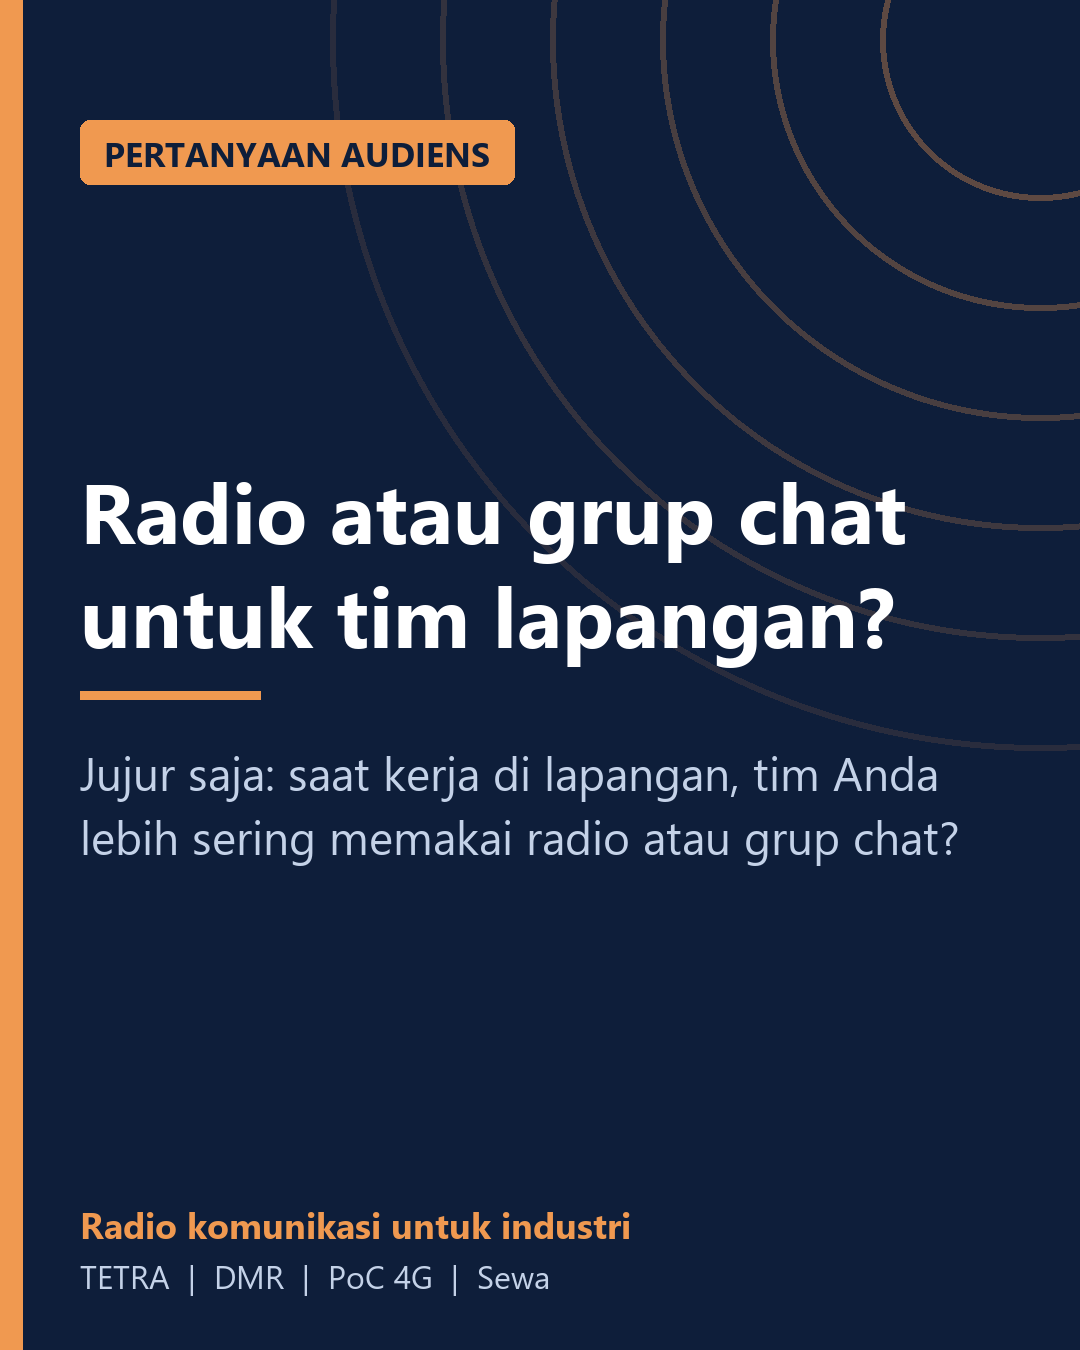 PERTANYAAN AUDIENS
Radio atau grup chat
untuk tim lapangan?
Jujur saja: saat kerja di lapangan, tim Anda
lebih sering memakai radio atau grup chat?
Radio komunikasi untuk industri
TETRA | DMR | PoC 4G | Sewa